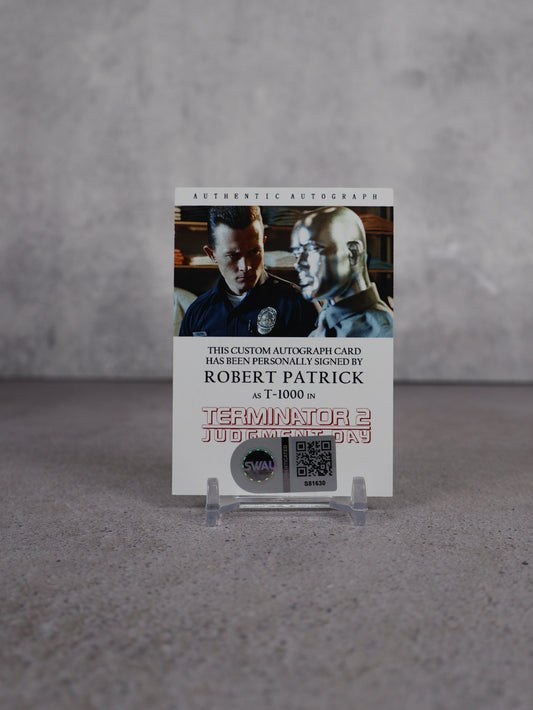 AUTHENTIC AUTOGRAPH
THIS CUSTOM AUTOGRAPH CARD
HAS BEEN PERSONALLY SIGNED BY
ROBERT PATRICK
AS T-1000 IN
TERMINATOR 2
JUDGMENT DAY
SWAU
S81630